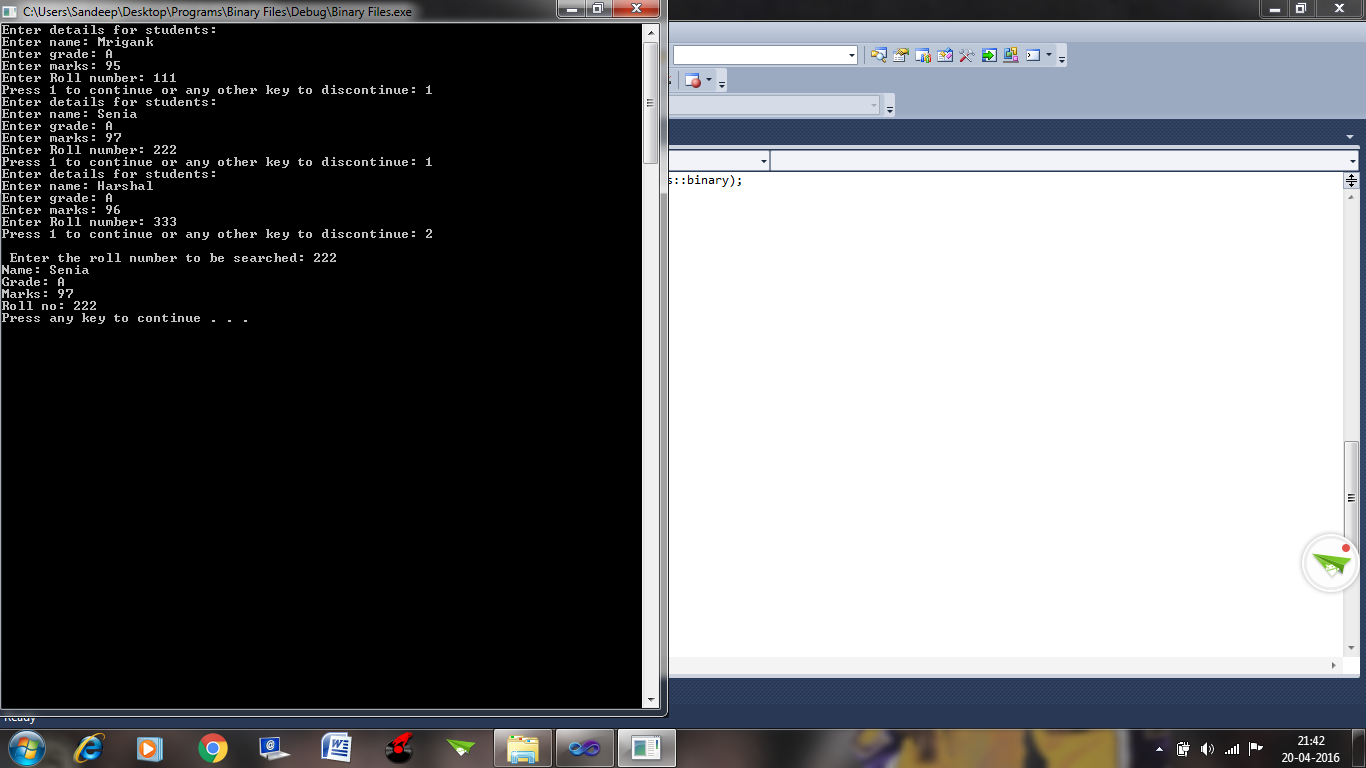 C:\Users\Sandeep\Desktop\Programs\Binary Files\Debug\Binary Files.exe
Enter details for students:
Enter name: Mrigank
Enter grade: A
Enter marks: 95
Enter Roll number: 111
Press 1 to continue or any other key to discontinue: 1
Enter details for students:
Enter name: Senia
Enter grade: A
Enter marks: 97
Enter Roll number: 222
Press 1 to continue or any other key to discontinue: 1
Enter details for students:
Enter name: Harshal
Enter grade: A
Enter marks: 96
Enter Roll number: 333
Press 1 to continue or any other key to discontinue: 2
Enter the roll number to be searched: 222
Name: Senia
Grade: A
Marks: 97
Roll no: 222
Press any key to continue . . .
s::binary);
Ready
21:42
20-04-2016